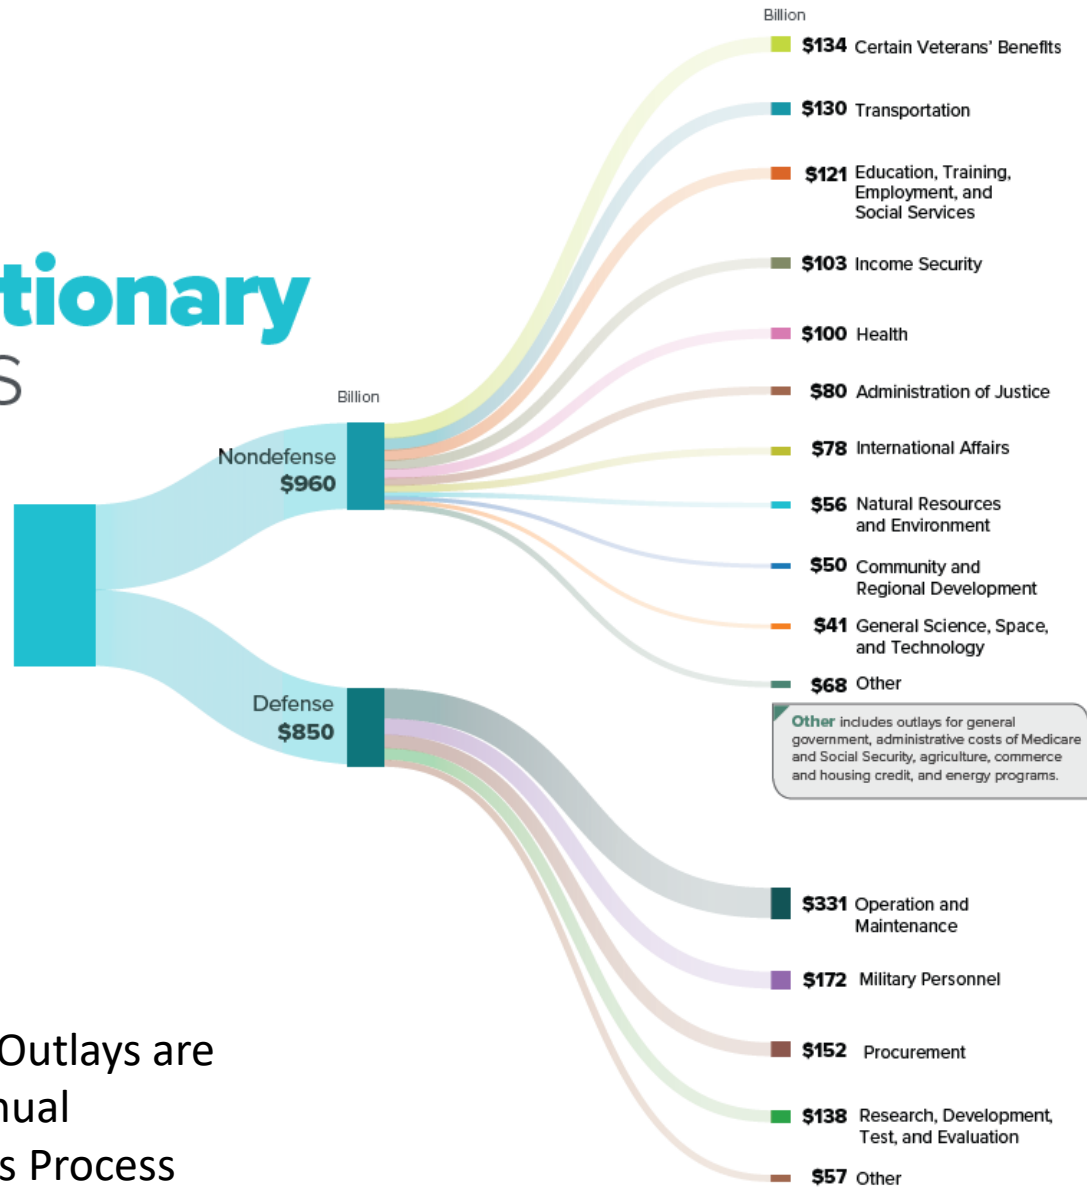 Billion
$134 Certain Veterans' Benefits
$130 Transportation
$121 Education, Training,
Employment, and
Social Services
$103 Income Security
tionary
S
$100 Health
Billion
$80 Administration of Justice
Nondefense
$960
$78 International Affairs
$56 Natural Resources
and Environment
$50 Community and
Regional Development
$41 General Science, Space,
and Technology
$68 Other
Other includes outlays for general
government, administrative costs of Medicare
and Social Security, agriculture, commerce
and housing credit, and energy programs.
Defense
$850
$331 Operation and
Maintenance
$172 Military Personnel
$152 Procurement
$138 Research, Development,
Test, and Evaluation
$57 Other
Outlays are
nual
s Process